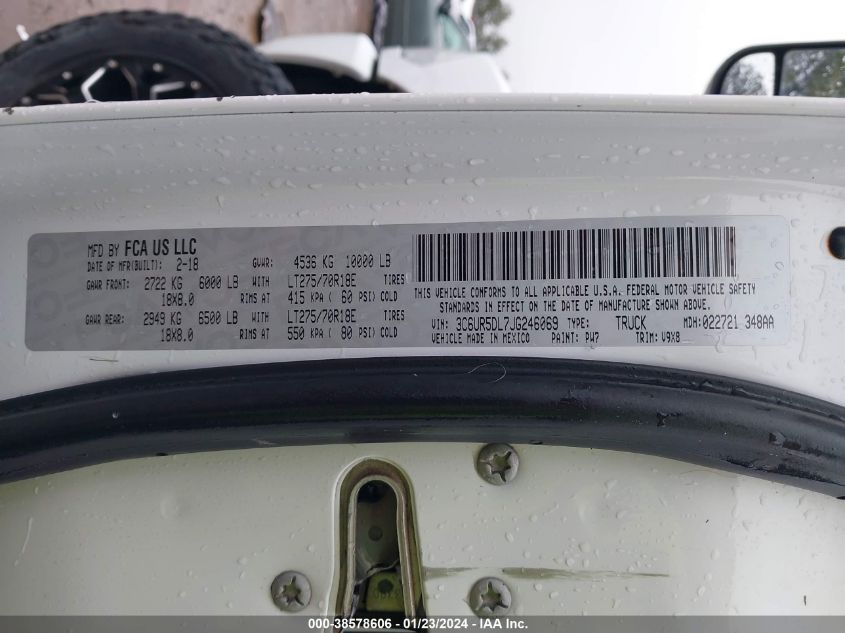 MFD BY FCA US LLC
DATE OF MFR(BUILT): 2-18 GVWR: 4536 KG 10000 LB
GAWR FRONT: 2722 KG 6000 LB WITH LT275/70R18E TIRES
18X8.0 RIMS AT 415 KPA ( 60 PSI) COLD
GAWR REAR: 2949 KG 6500 LB WITH LT275/70R18E TIRES
18X8.0 RIMS AT 550 KPA ( 80 PSI) COLD
THIS VEHICLE CONFORMS TO ALL APPLICABLE U.S.A. FEDERAL MOTOR VEHICLE SAFETY
STANDARDS IN EFFECT ON THE DATE OF MANUFACTURE SHOWN ABOVE.
VIN: 3C6UR5DL7JG246069 TYPE: TRUCK MDH:022721 348AA
VEHICLE MADE IN MEXICO PAINT: PW7 TRIM: V9X8
00-38578606 - 01/23/2024 - IAA Inc.